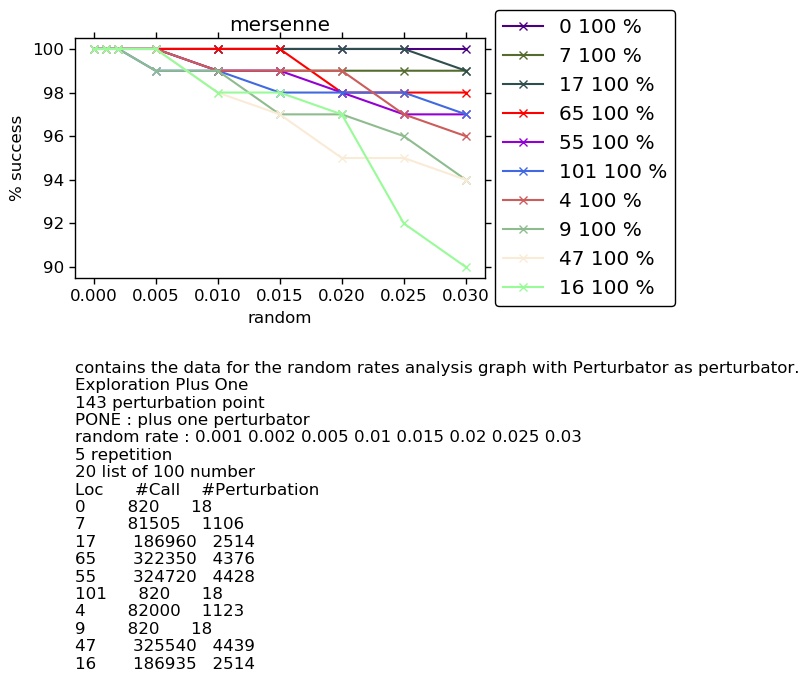 mersenne
100
98
96
94
92
90
% success
0.000 0.005 0.010 0.015 0.020 0.025 0.030
random
0 100 %
7 100 %
17 100 %
65 100 %
55 100 %
101 100 %
4 100 %
9 100 %
47 100 %
16 100 %
contains the data for the random rates analysis graph with Perturbator as perturbator.
Exploration Plus One
143 perturbation point
PONE : plus one perturbator
random rate : 0.001 0.002 0.005 0.01 0.015 0.02 0.025 0.03
5 repetition
20 list of 100 number
Loc #Call #Perturbation
0 820 18
7 81505 1106
17 186960 2514
65 322350 4376
55 324720 4428
101 820 18
4 82000 1123
9 820 18
47 325540 4439
16 186935 2514